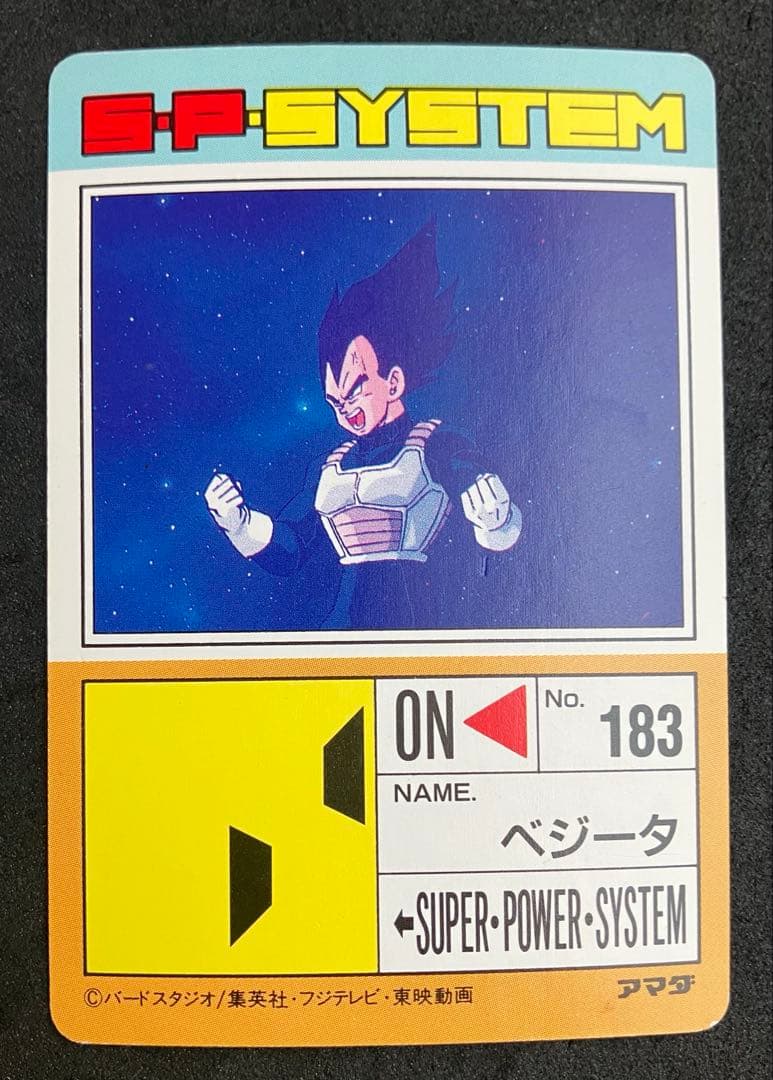 S·P·SYSTEM
ON
No. 183
NAME.
ベジータ
←SUPER・POWER・SYSTEM
Ⓒバードスタジオ/集英社・フジテレビ・東映動画
アマダ